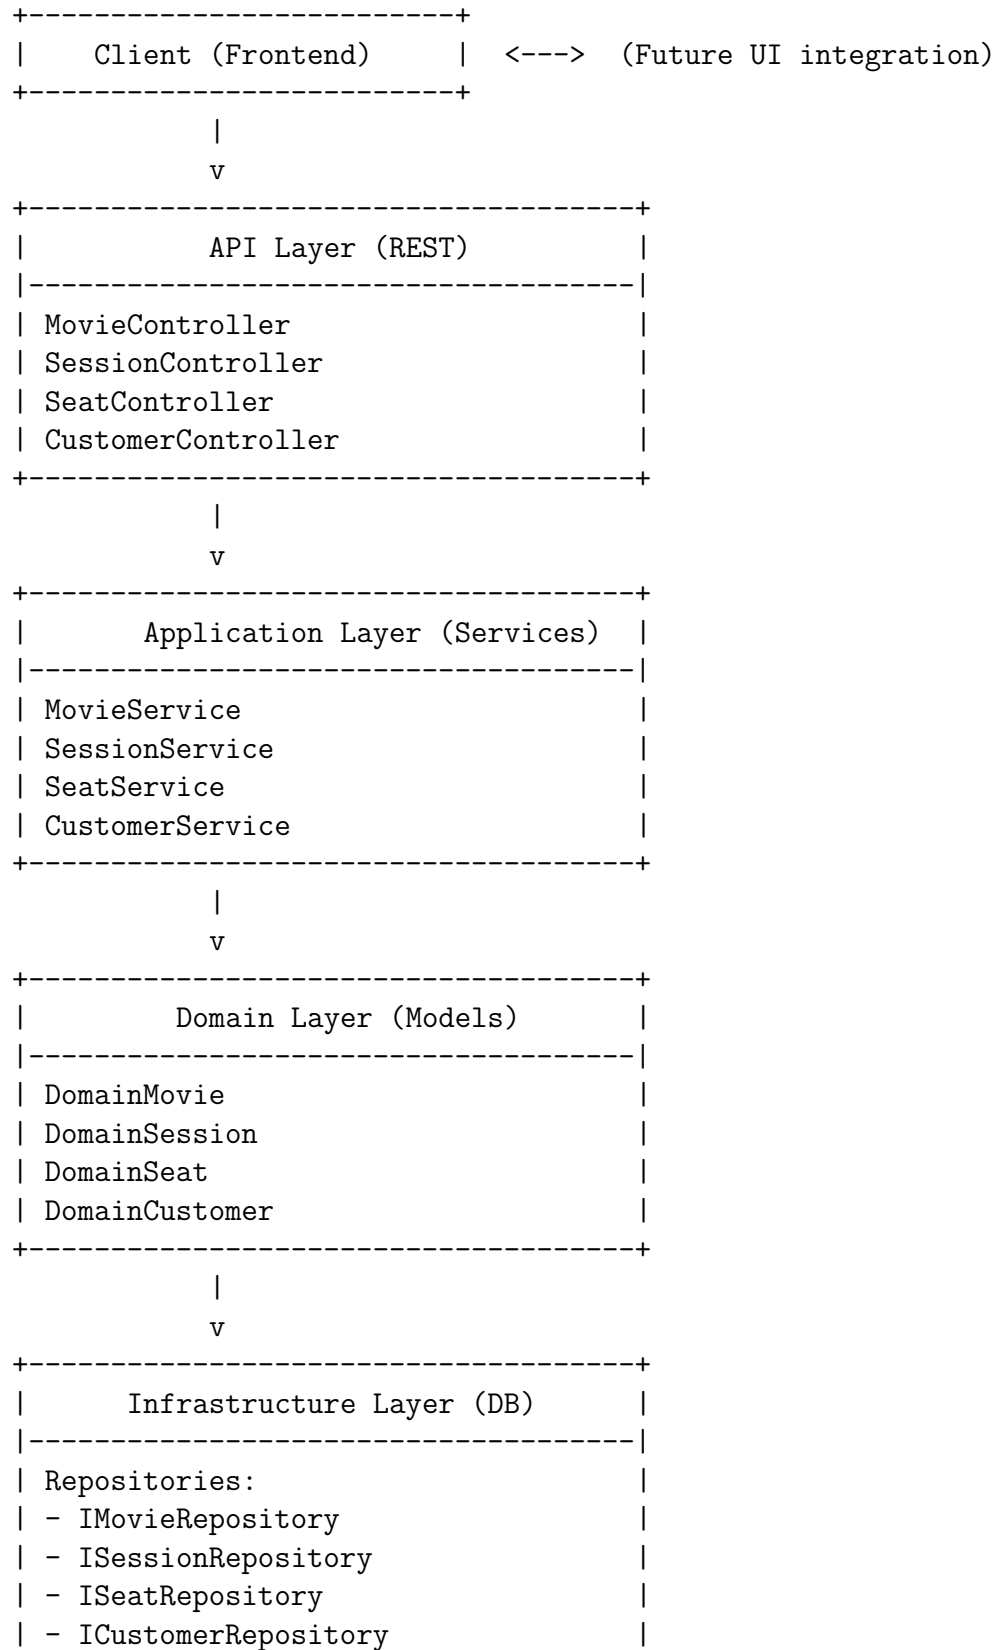 +--------------------------+
|    Client (Frontend)     |  <--->  (Future UI integration)
+--------------------------+
            |
            v
+-------------------------------------+
|           API Layer (REST)          |
|-------------------------------------|
| MovieController                     |
| SessionController                   |
| SeatController                      |
| CustomerController                  |
+-------------------------------------+
            |
            v
+-------------------------------------+
|       Application Layer (Services)  |
|-------------------------------------|
| MovieService                        |
| SessionService                      |
| SeatService                         |
| CustomerService                     |
+-------------------------------------+
            |
            v
+-------------------------------------+
|         Domain Layer (Models)       |
|-------------------------------------|
| DomainMovie                         |
| DomainSession                       |
| DomainSeat                          |
| DomainCustomer                      |
+-------------------------------------+
            |
            v
+-------------------------------------+
|      Infrastructure Layer (DB)      |
|-------------------------------------|
| Repositories:                       |
| - IMovieRepository                  |
| - ISessionRepository                |
| - ISeatRepository                   |
| - ICustomerRepository               |